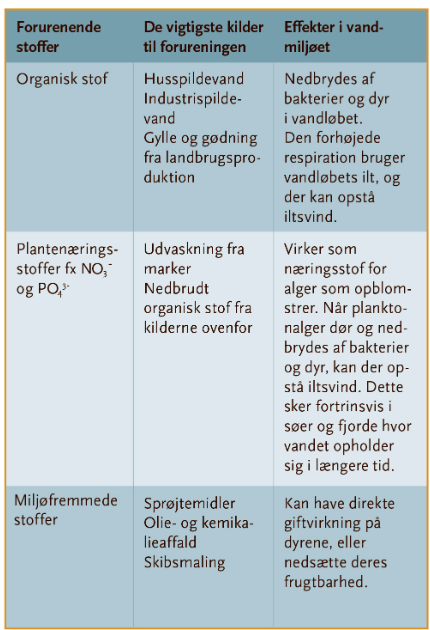 Forurenende stoffer
De vigtigste kilder til forureningen
Effekter i vand-
miljøet
Organisk stof
Husspildevand
Industrispilde-
vand
Gylle og gødning
fra landbrugspro-
duktion
Nedbrydes af
bakterier og dyr
i vandløbet.
Den forhøjede
respiration bruger
vandløbets ilt, og
der kan opstå
iltsvind.
Plantenærings-
stoffer fx NO₃⁻
og PO₄³⁻
Udvaskning fra
marker
Nedbrudt
organisk stof fra
kilderne ovenfor
Virker som
næringsstof for
alger som opblom-
strer. Når plankto-
nalger dør og ned-
brydes af bakterier
og dyr, kan der op-
stå iltsvind. Dette
sker fortrinsvis i
søer og fjorde hvor
vandet opholder
sig i længere tid.
Miljøfremmede
stoffer
Sprøjtemidler
Olie- og kemika-
lieaffald
Skibsmaling
Kan have direkte
giftvirkning på
dyrene, eller
nedsætte deres
frugtbarhed.